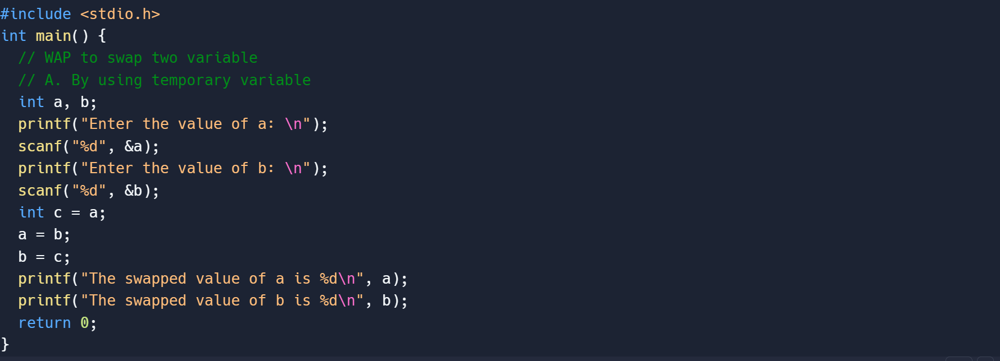 #include <stdio.h>
int main() {
  // WAP to swap two variable
  // A. By using temporary variable
  int a, b;
  printf("Enter the value of a: \n");
  scanf("%d", &a);
  printf("Enter the value of b: \n");
  scanf("%d", &b);
  int c = a;
  a = b;
  b = c;
  printf("The swapped value of a is %d\n", a);
  printf("The swapped value of b is %d\n", b);
  return 0;
}